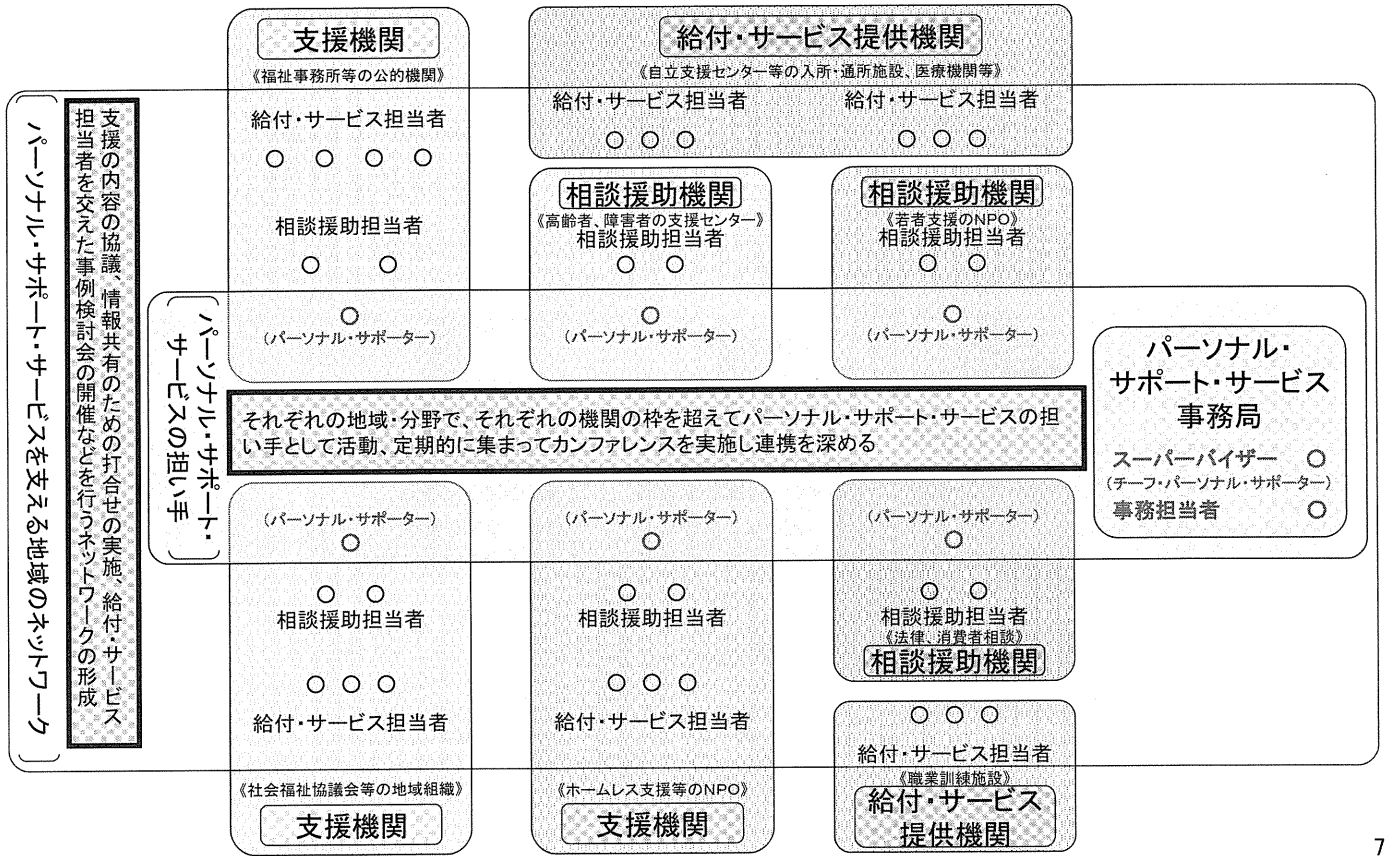 支援機関
《福祉事務所等の公的機関》
給付・サービス担当者
○ ○ ○ ○
相談援助担当者
○ ○
○
(パーソナル・サポーター)
給付・サービス提供機関
《自立支援センター等の入所・通所施設、医療機関等》
給付・サービス担当者
○ ○ ○
給付・サービス担当者
○ ○ ○
相談援助機関
《高齢者、障害者の支援センター》
相談援助担当者
○ ○
○
(パーソナル・サポーター)
相談援助機関
《若者支援のNPO》
相談援助担当者
○ ○
○
(パーソナル・サポーター)
パーソナル・サポート・サービスを支える地域のネットワーク
支援の内容の協議、情報共有のための打合せの実施、給付・サービス
担当者を交えた事例検討会の開催などを行うネットワークの形成
パーソナル・サポート・
サービスの担い手
それぞれの地域・分野で、それぞれの機関の枠を超えてパーソナル・サポート・サービスの担
い手として活動、定期的に集まってカンファレンスを実施し連携を深める
パーソナル・
サポート・サービス
事務局
スーパーバイザー ○
(チーフ・パーソナル・サポーター)
事務担当者 ○
(パーソナル・サポーター)
○
○ ○
相談援助担当者
○ ○ ○
給付・サービス担当者
《社会福祉協議会等の地域組織》
支援機関
(パーソナル・サポーター)
○
○ ○
相談援助担当者
○ ○ ○
給付・サービス担当者
《ホームレス支援等のNPO》
支援機関
(パーソナル・サポーター)
○
○ ○
相談援助担当者
《法律、消費者相談》
相談援助機関
○ ○ ○
給付・サービス担当者
《職業訓練施設》
給付・サービス
提供機関
7